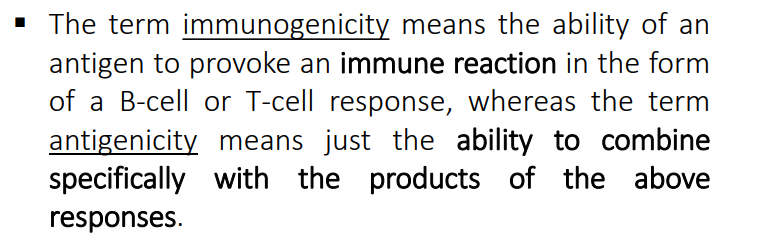 ▪ The term immunogenicity means the ability of an
antigen to provoke an immune reaction in the form
of a B-cell or T-cell response, whereas the term
antigenicity means just the ability to combine
specifically with the products of the above
responses.